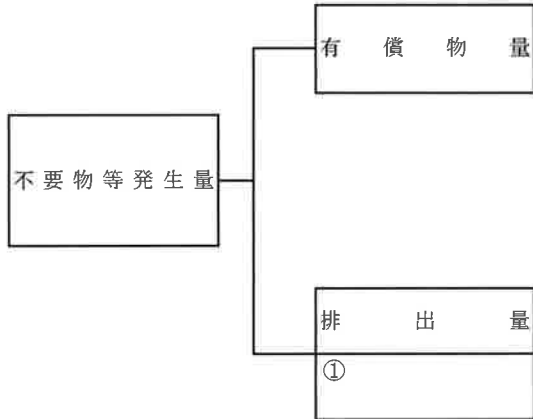 有償物量
不要物等発生量
排出量
①